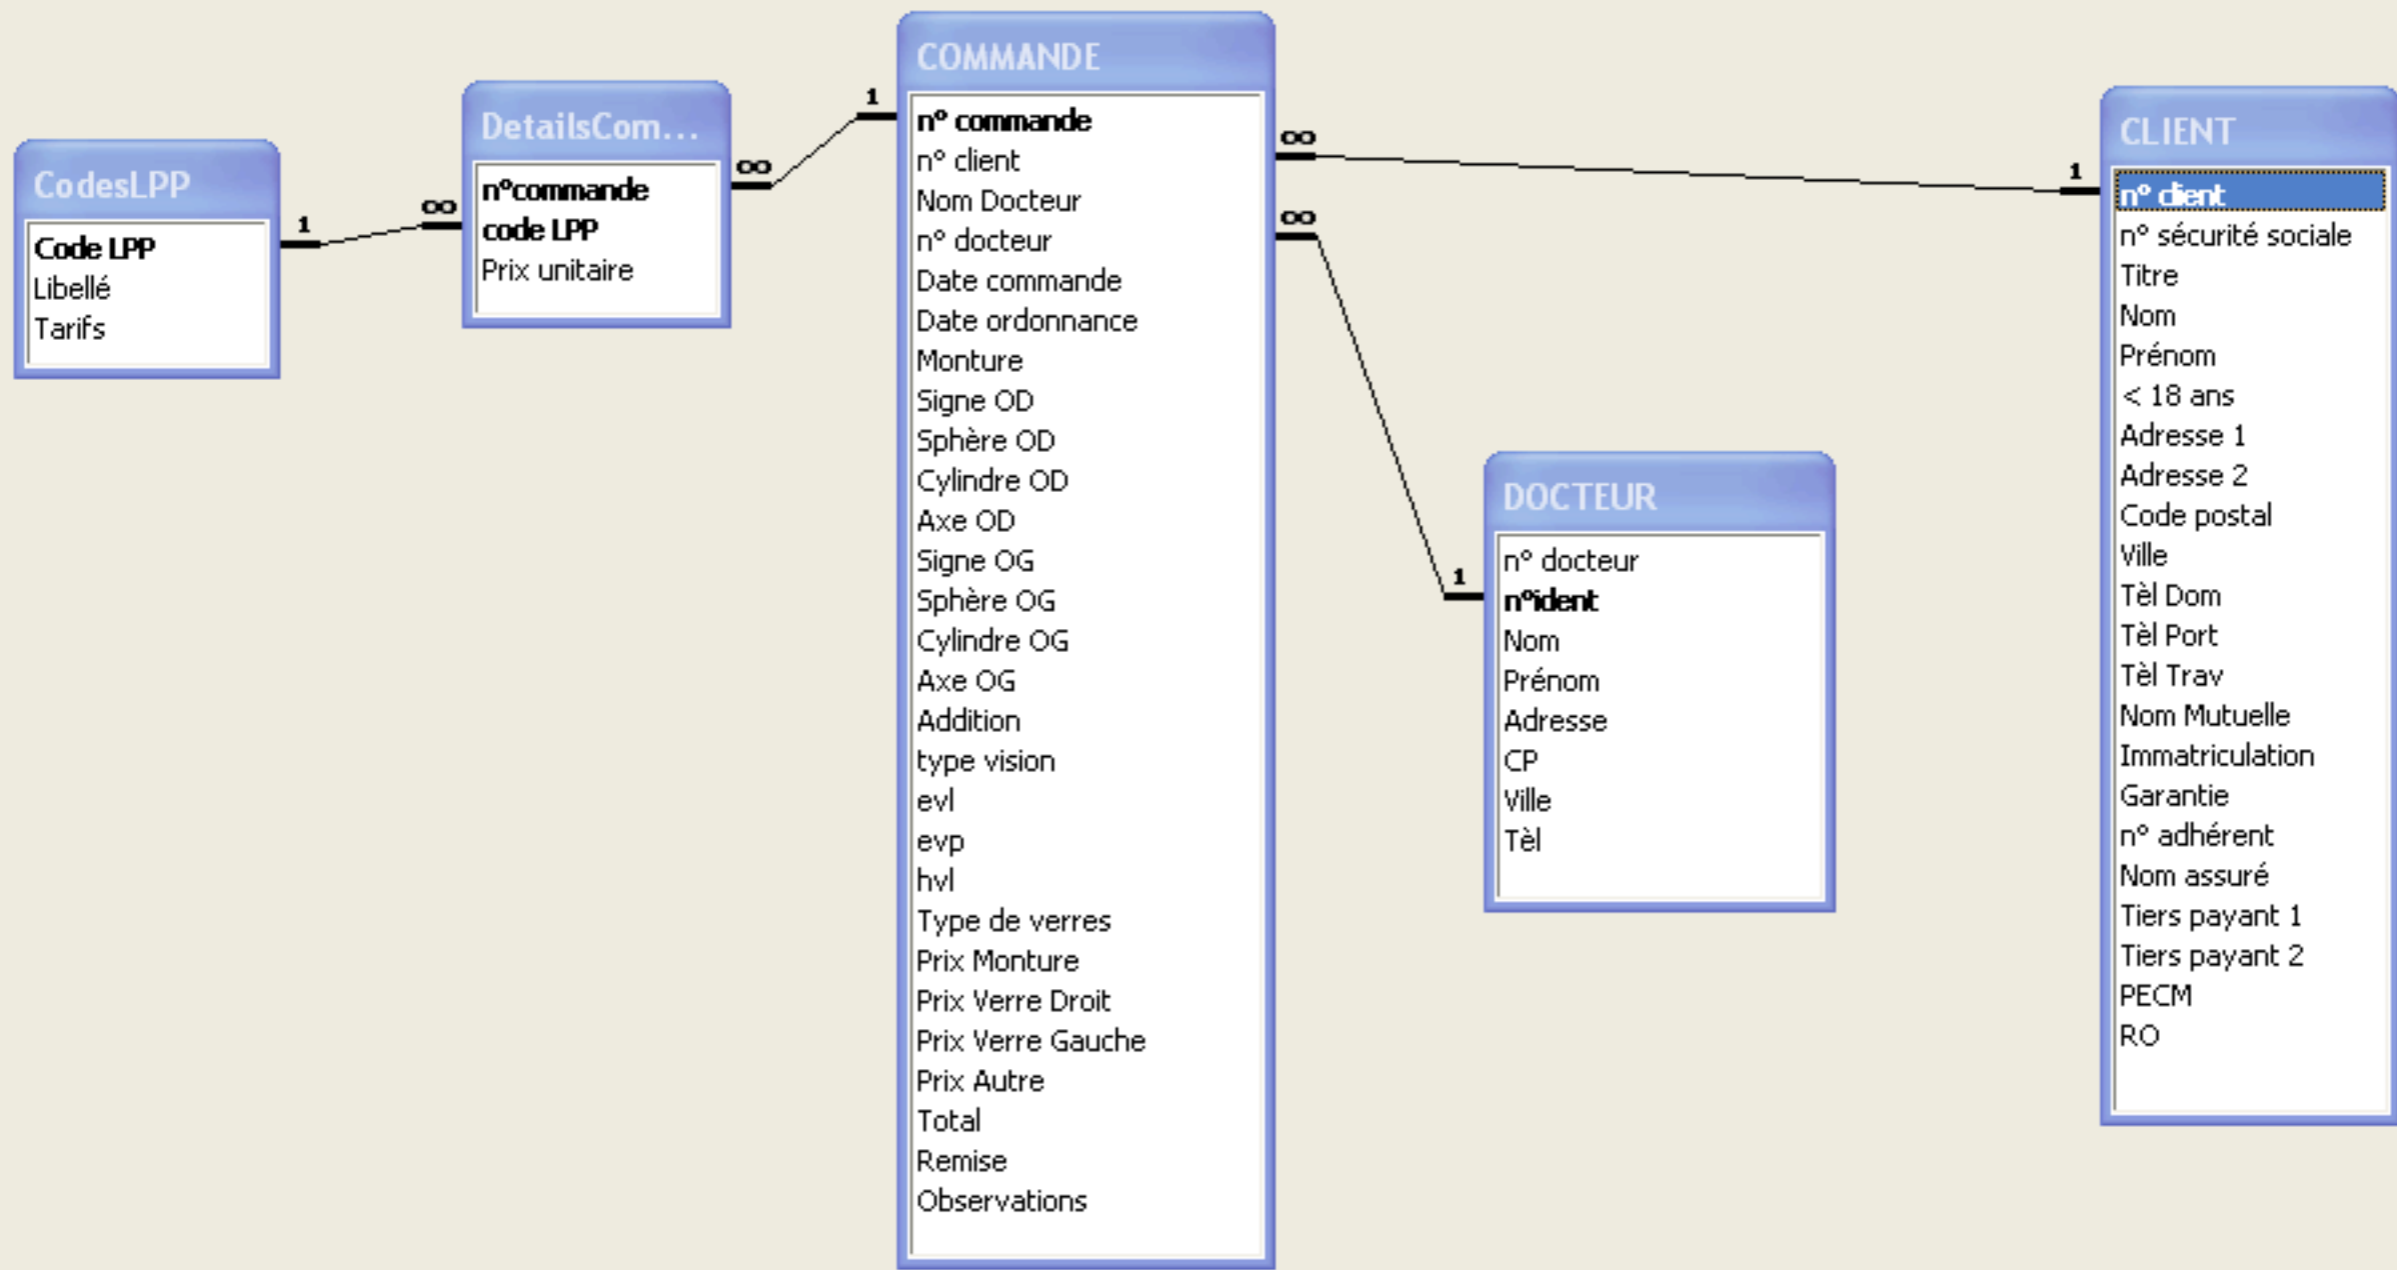 CodesLPP
Code LPP
Libellé
Tarifs
1
∞
DetailsCom...
n°commande
code LPP
Prix unitaire
∞
1
COMMANDE
n° commande
n° client
Nom Docteur
n° docteur
Date commande
Date ordonnance
Monture
Signe OD
Sphère OD
Cylindre OD
Axe OD
Signe OG
Sphère OG
Cylindre OG
Axe OG
Addition
type vision
evl
evp
hvl
Type de verres
Prix Monture
Prix Verre Droit
Prix Verre Gauche
Prix Autre
Total
Remise
Observations
∞
∞
1
DOCTEUR
n° docteur
n°ident
Nom
Prénom
Adresse
CP
Ville
Tèl
1
CLIENT
n° client
n° sécurité sociale
Titre
Nom
Prénom
< 18 ans
Adresse 1
Adresse 2
Code postal
Ville
Tèl Dom
Tèl Port
Tèl Trav
Nom Mutuelle
Immatriculation
Garantie
n° adhérent
Nom assuré
Tiers payant 1
Tiers payant 2
PECM
RO